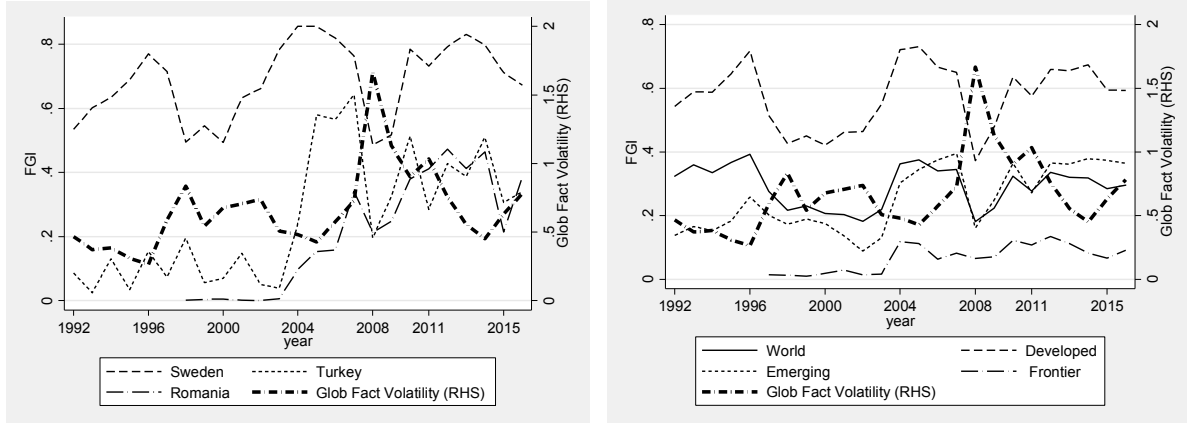 FGI
0 .2 .4 .6 .8
0 .5 1 1.5 2
Glob Fact Volatility (RHS)
1992 1996 2000 2004 2008 2011 2015
year
Sweden Turkey
Romania Glob Fact Volatility (RHS)
FGI
0 .2 .4 .6 .8
0 .5 1 1.5 2
Glob Fact Volatility (RHS)
1992 1996 2000 2004 2008 2011 2015
year
World Developed
Emerging Frontier
Glob Fact Volatility (RHS)